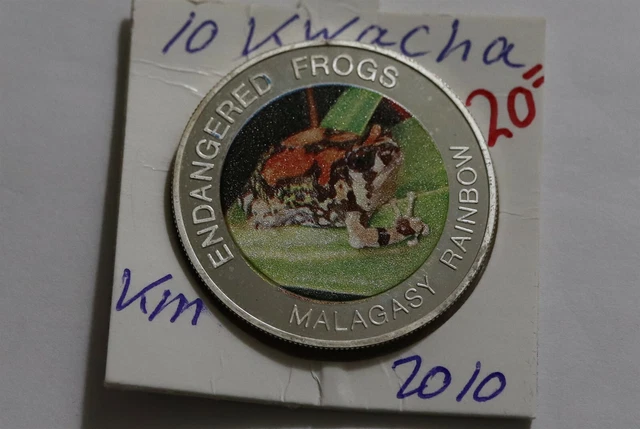 10 Kwacha
20"
ENDANGERED FROGS
MALAGASY RAINBOW
Km
2010